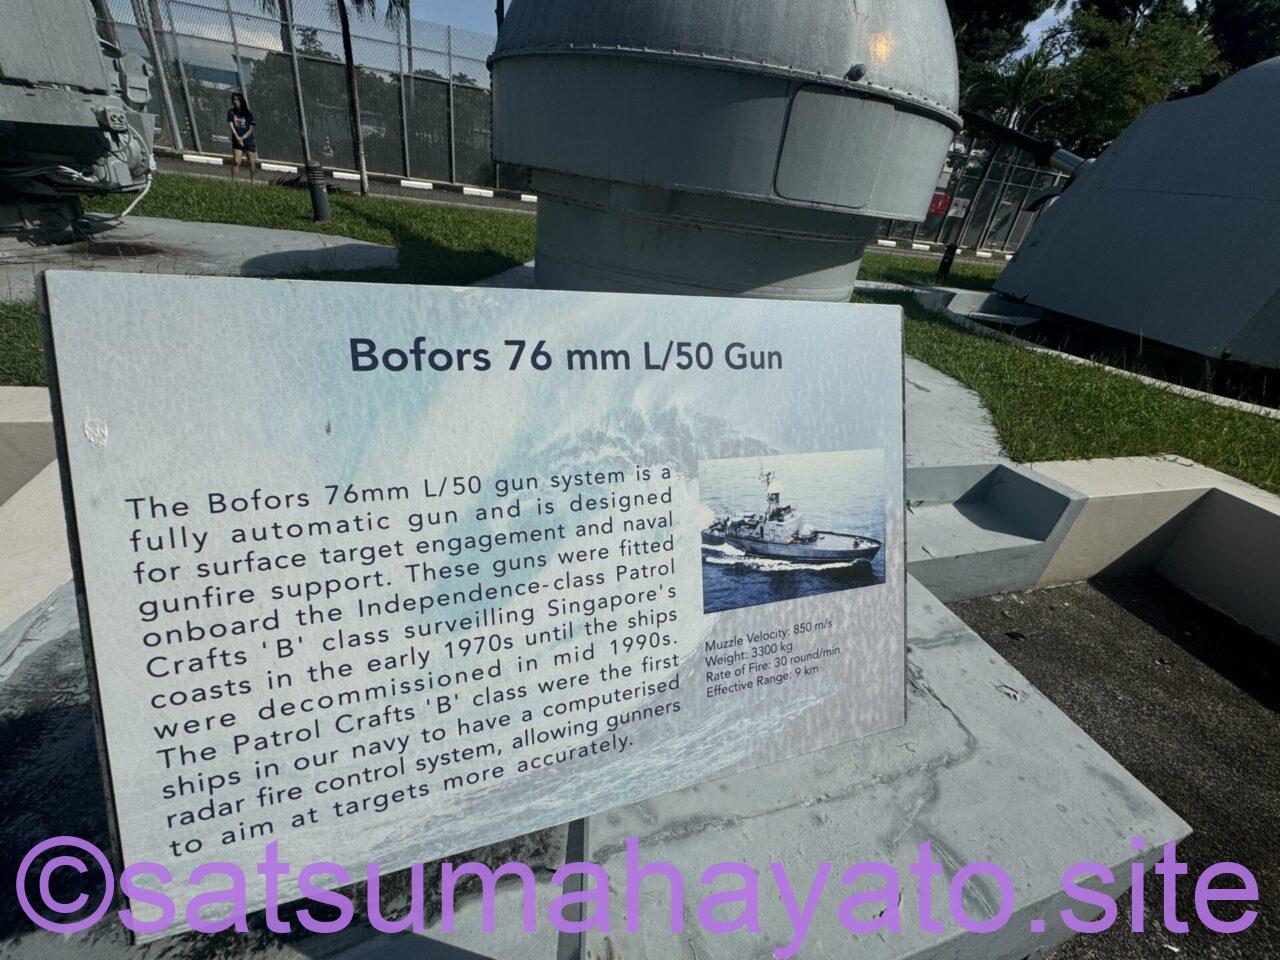 Bofors 76 mm L/50 Gun
The Bofors 76mm L/50 gun system is a
fully automatic gun and is designed
for surface target engagement and naval
gunfire support. These guns were fitted
onboard the Independence-class Patrol
Crafts 'B' class surveilling Singapore's
coasts in the early 1970s until the ships
were decommissioned in mid 1990s.
The Patrol Crafts 'B' class were the first
ships in our navy to have a computerised
radar fire control system, allowing gunners
to aim at targets more accurately.
Muzzle Velocity: 850 m/s
Weight: 3300 kg
Rate of Fire: 30 round/min
Effective Range: 9 km
©satsumahayato.site